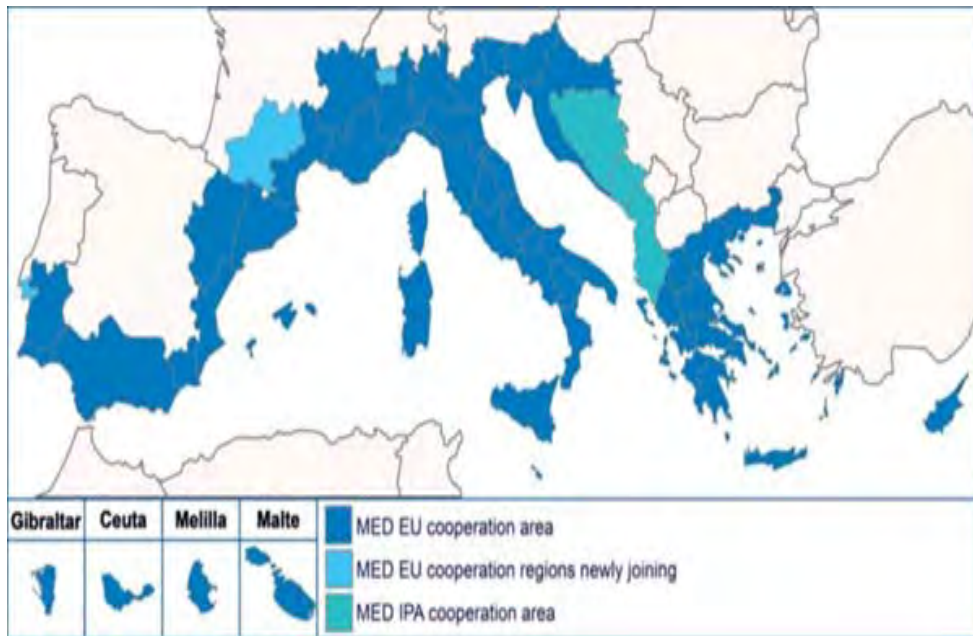 Gibraltar
Ceuta
Melilla
Malte
MED EU cooperation area
MED EU cooperation regions newly joining
MED IPA cooperation area